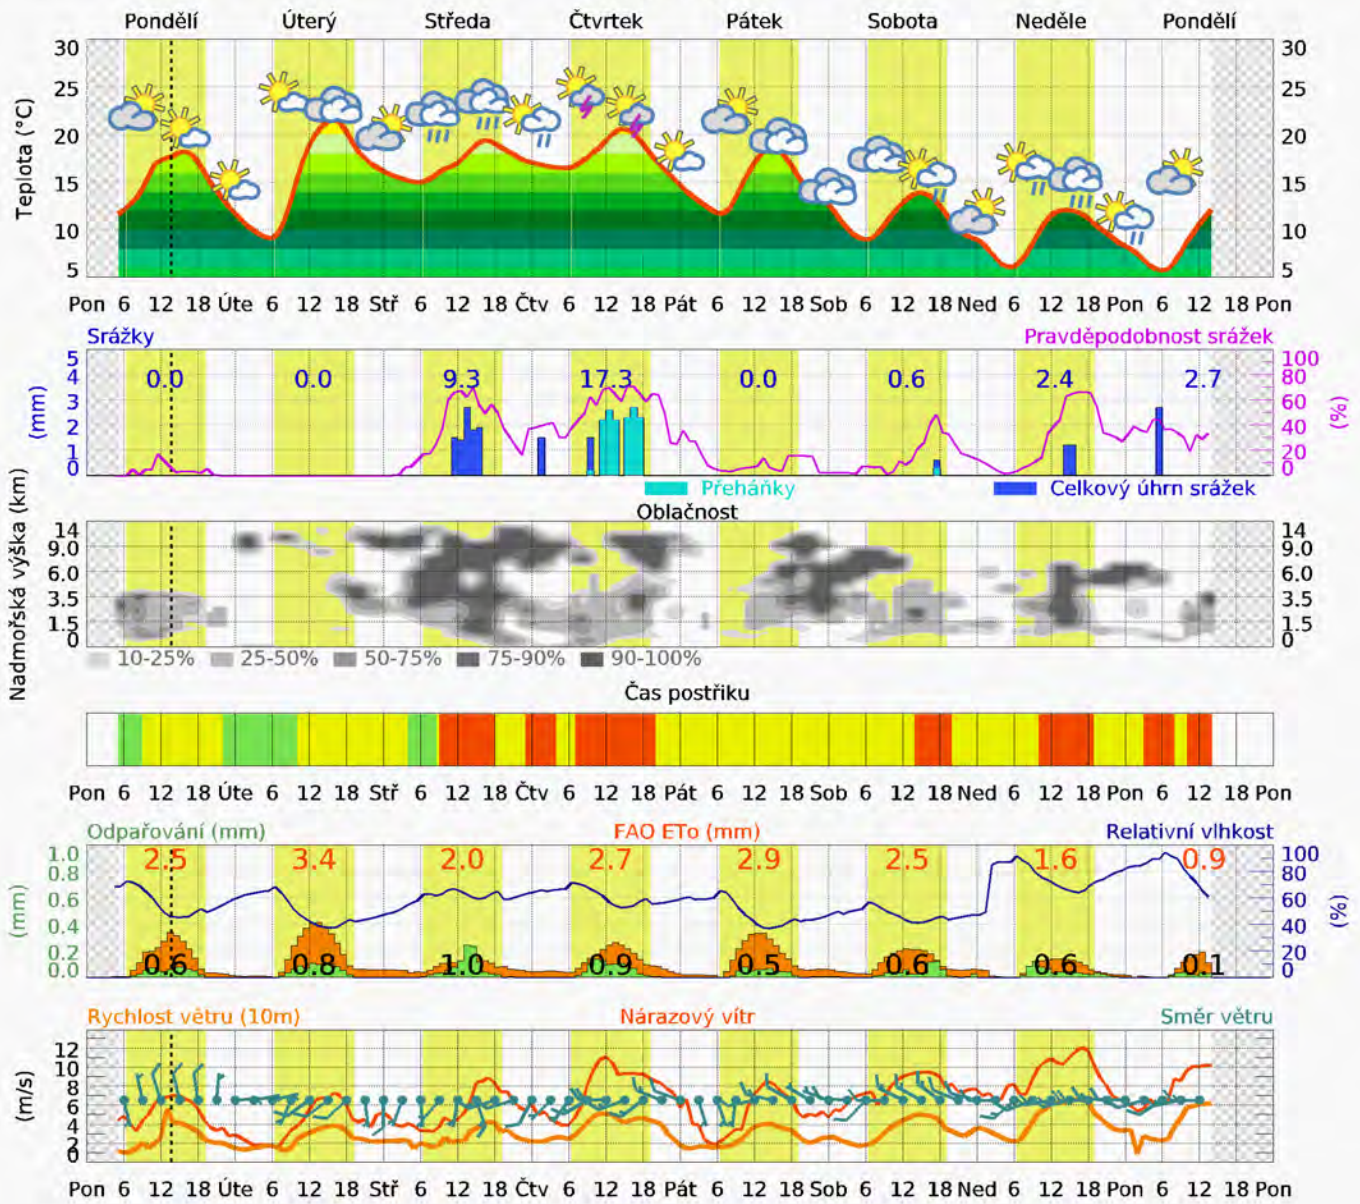 Pondělí Úterý Středa Čtvrtek Pátek Sobota Neděle Pondělí
Teplota (°C)
30 30
25 25
20 20
15 15
10 10
5 5
Pon 6 12 18 Úte 6 12 18 Stř 6 12 18 Čtv 6 12 18 Pát 6 12 18 Sob 6 12 18 Ned 6 12 18 Pon 6 12 18 Pon
Srážky Pravděpodobnost srážek
(mm) (%)
5 100
4 0.0 0.0 9.3 17.3 0.0 0.6 2.4 2.7 80
3 60
2 40
1 20
0 0
Přeháňky Celkový úhrn srážek
Oblačnost
Nadmořská výška (km)
14 14
9.0 9.0
6.0 6.0
3.5 3.5
1.5 1.5
0 0
10-25% 25-50% 50-75% 75-90% 90-100%
Čas postřiku
Pon 6 12 18 Úte 6 12 18 Stř 6 12 18 Čtv 6 12 18 Pát 6 12 18 Sob 6 12 18 Ned 6 12 18 Pon 6 12 18 Pon
Odpařování (mm) FAO ETo (mm) Relativní vlhkost
(mm) (%)
1.0 2.5 3.4 2.0 2.7 2.9 2.5 1.6 0.9 100
0.8 80
0.6 60
0.4 40
0.2 20
0.0 0.6 0.8 1.0 0.9 0.5 0.6 0.6 0.1 0
Rychlost větru (10m) Nárazový vítr Směr větru
(m/s)
12
10
8
6
4
2
0
Pon 6 12 18 Úte 6 12 18 Stř 6 12 18 Čtv 6 12 18 Pát 6 12 18 Sob 6 12 18 Ned 6 12 18 Pon 6 12 18 Pon